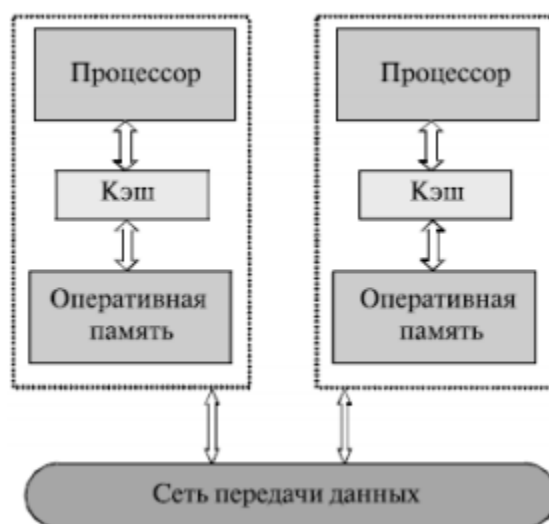 Процессор
Кэш
Оперативная
память
Процессор
Кэш
Оперативная
память
Сеть передачи данных